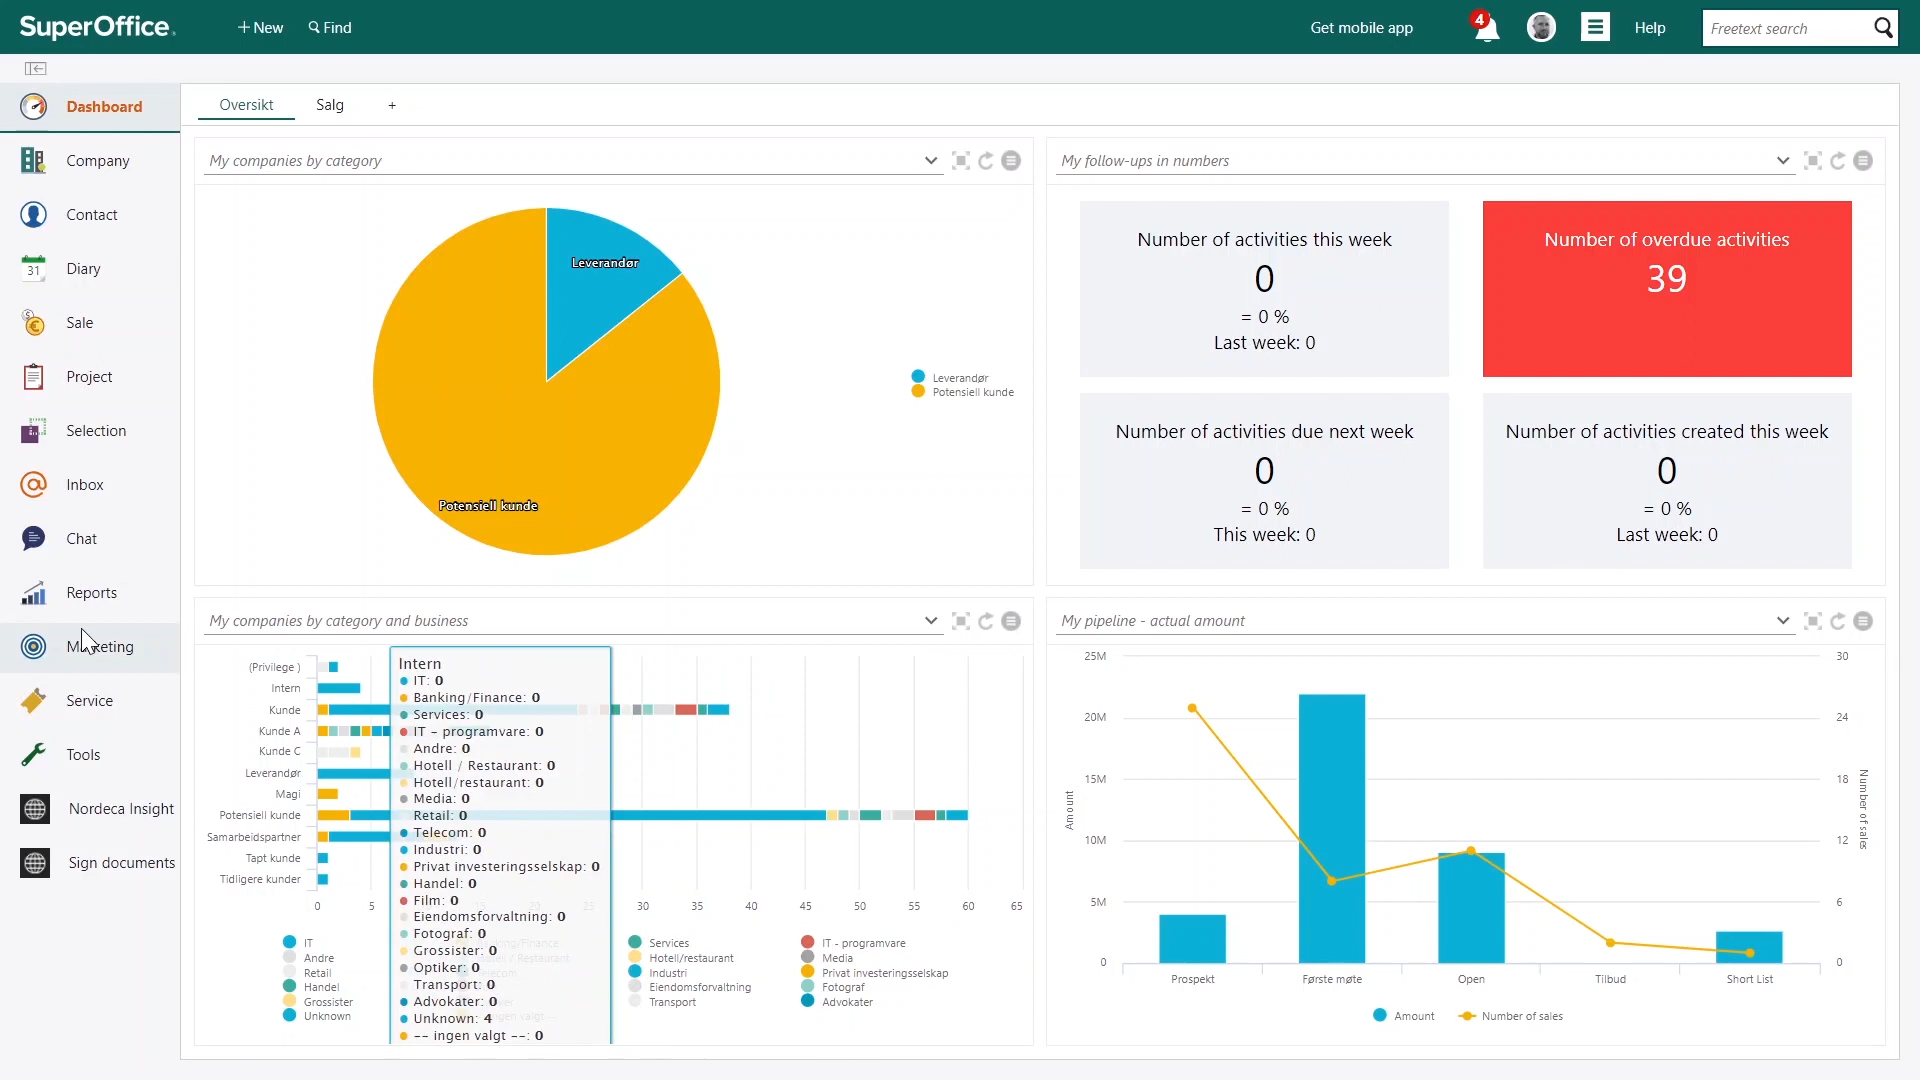 SuperOffice.
New
Find
Get mobile app
4
Help
Freetext search
Dashboard
Company
Contact
31
Diary
Sale
Project
Selection
Inbox
Chat
Reports
Marketing
Service
Tools
Nordeca Insight
Sign documents
Oversikt
Salg
+
My companies by category
Leverandør
Potensiell kunde
Leverandør
Potensiell kunde
My follow-ups in numbers
Number of activities this week
0
= 0 %
Last week: 0
Number of overdue activities
39
Number of activities due next week
0
= 0 %
This week: 0
Number of activities created this week
0
= 0 %
Last week: 0
My companies by category and business
(Privilege )
Intern
Kunde
Kunde A
Kunde C
Leverandør
Magi
Potensiell kunde
Samarbeidspartner
Tapt kunde
Tidligere kunder
0 5 15 20 25 30 35 40 45 50 55 60 65
Intern
IT: 0
Banking/Finance: 0
Services: 0
IT - programvare: 0
Andre: 0
Hotell / Restaurant: 0
Hotell/restaurant: 0
Media: 0
Retail: 0
Telecom: 0
Industri: 0
Privat investeringsselskap: 0
Handel: 0
Film: 0
Eiendomsforvaltning: 0
Fotograf: 0
Grossister: 0
Optiker: 0
Transport: 0
Advokater: 0
Unknown: 4
-- ingen valgt --: 0
IT
Andre
Retail
Handel
Grossister
Unknown
Services
Hotell/restaurant
Industri
Eiendomsforvaltning
Transport
IT - programvare
Media
Privat investeringsselskap
Fotograf
Advokater
My pipeline - actual amount
25M
20M
15M
10M
5M
0
Amount
30
24
18
12
6
0
Number of sales
Prospekt
Første møte
Open
Tilbud
Short List
Amount
Number of sales